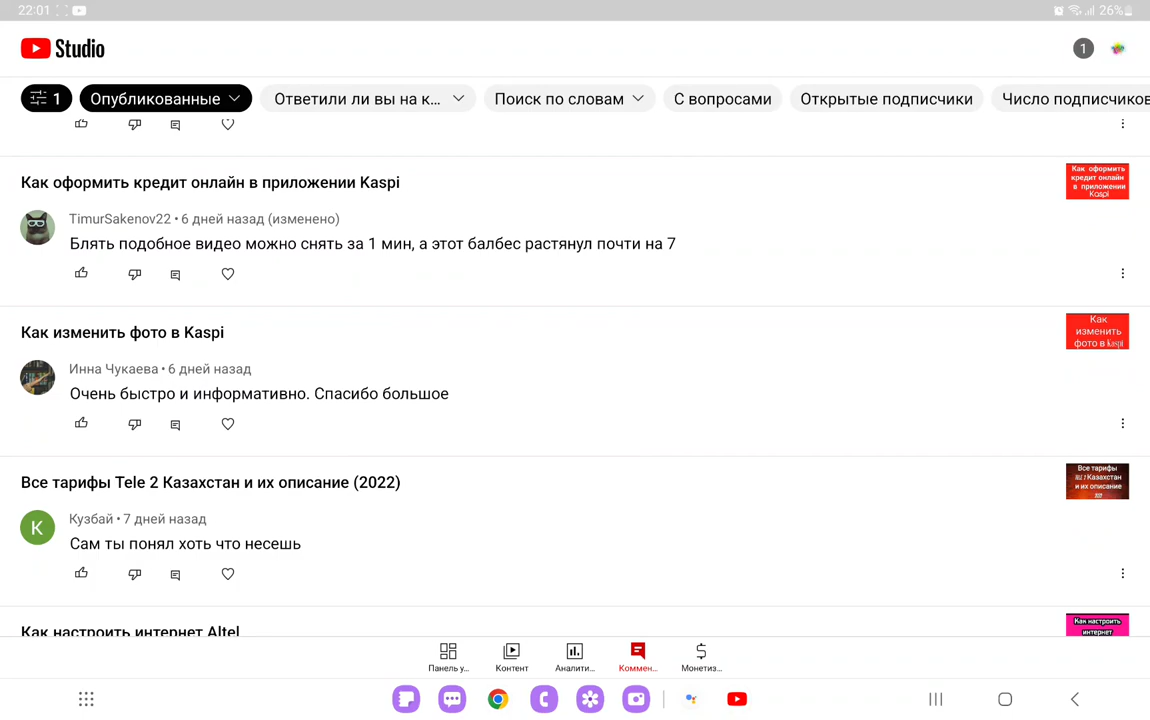 22:01
26%
Studio
1
1
Опубликованные
Ответили ли вы на к...
Поиск по словам
С вопросами
Открытые подписчики
Число подписчиков
Как оформить кредит онлайн в приложении Kaspi
Как оформить
кредит онлайн
в приложении
Kaspi
TimurSakenov22 • 6 дней назад (изменено)
Блять подобное видео можно снять за 1 мин, а этот балбес растянул почти на 7
Как изменить фото в Kaspi
Как
изменить
фото в kaspi
Инна Чукаева • 6 дней назад
Очень быстро и информативно. Спасибо большое
Все тарифы Tele 2 Казахстан и их описание (2022)
Все тарифы
TELE 2 Казахстан
и их описание
2022
К
Кузбай • 7 дней назад
Сам ты понял хоть что несешь
Как настроить интернет Altel
Как настроить
интернет
Панель у...
Контент
Аналити...
Коммен...
Монетиз...